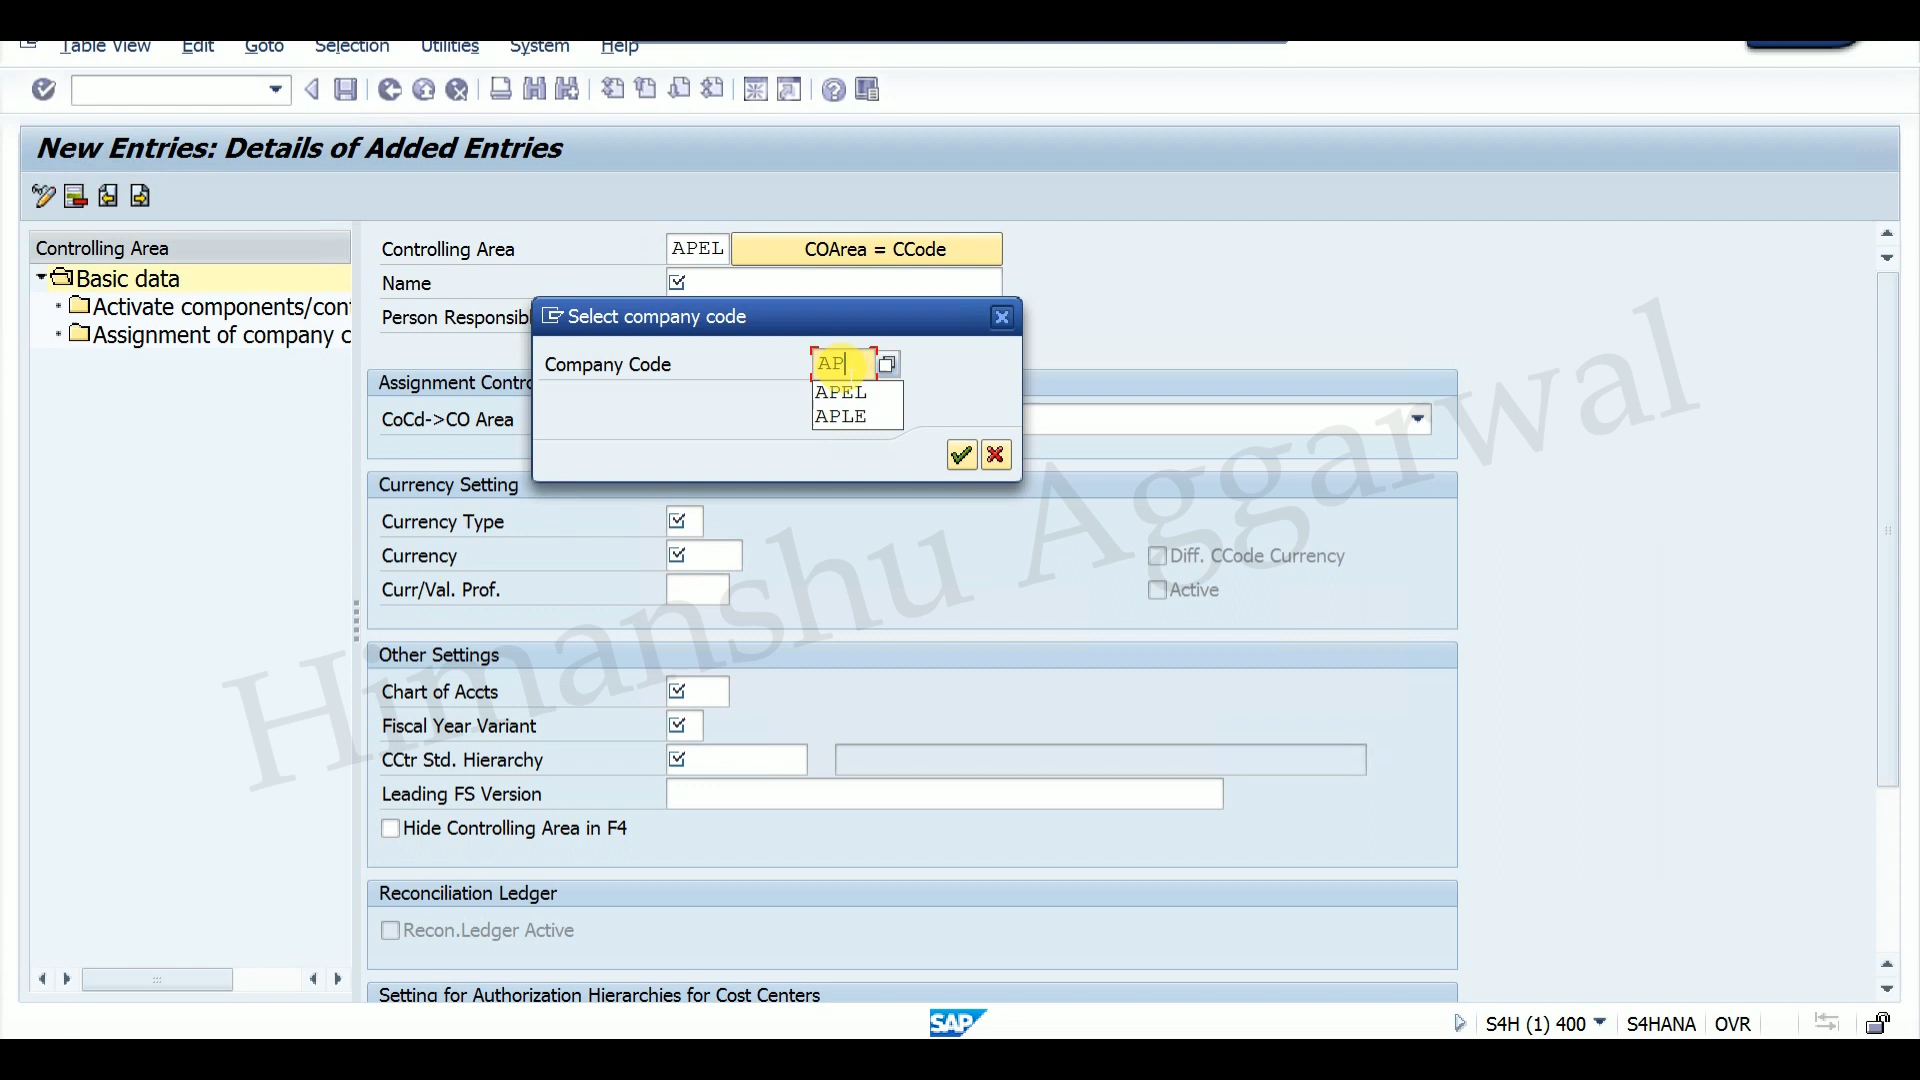 Table View Edit Goto Selection Utilities System Help
New Entries: Details of Added Entries
Controlling Area
Basic data
Activate components/cont
Assignment of company c
Controlling Area APEL COArea = CCode
Name
Person Responsibl
Select company code
Company Code AP
APEL
APLE
Assignment Contro
CoCd->CO Area
Currency Setting
Currency Type
Currency Diff. CCode Currency
Curr/Val. Prof. Active
Other Settings
Chart of Accts
Fiscal Year Variant
CCtr Std. Hierarchy
Leading FS Version
Hide Controlling Area in F4
Reconciliation Ledger
Recon.Ledger Active
Setting for Authorization Hierarchies for Cost Centers
SAP S4H (1) 400 S4HANA OVR
Himanshu Aggarwal